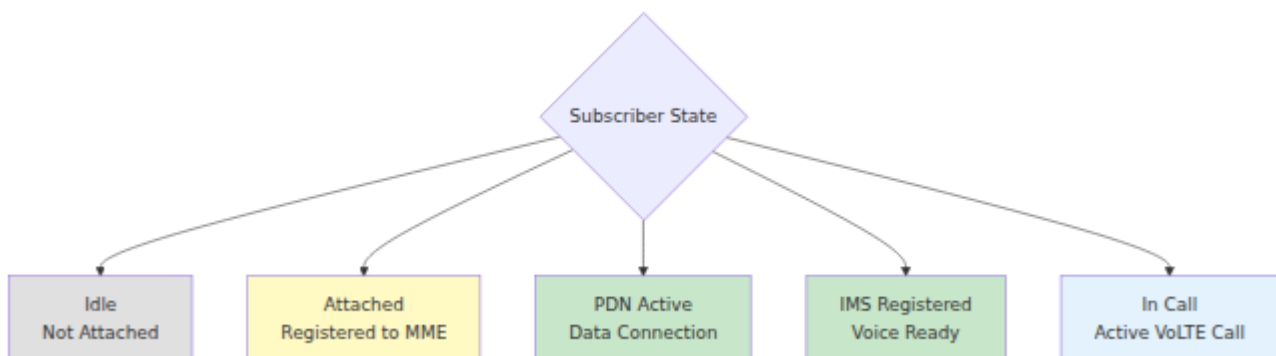 Subscriber State
Idle
Not Attached
Attached
Registered to MME
PDN Active
Data Connection
IMS Registered
Voice Ready
In Call
Active VoLTE Call